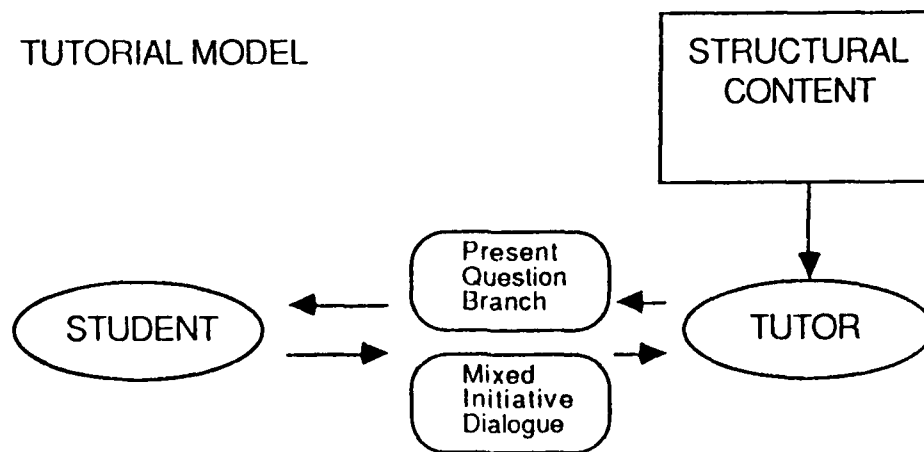 TUTORIAL MODEL
STRUCTURAL
CONTENT
Present
Question
Branch
STUDENT
TUTOR
Mixed
Initiative
Dialogue